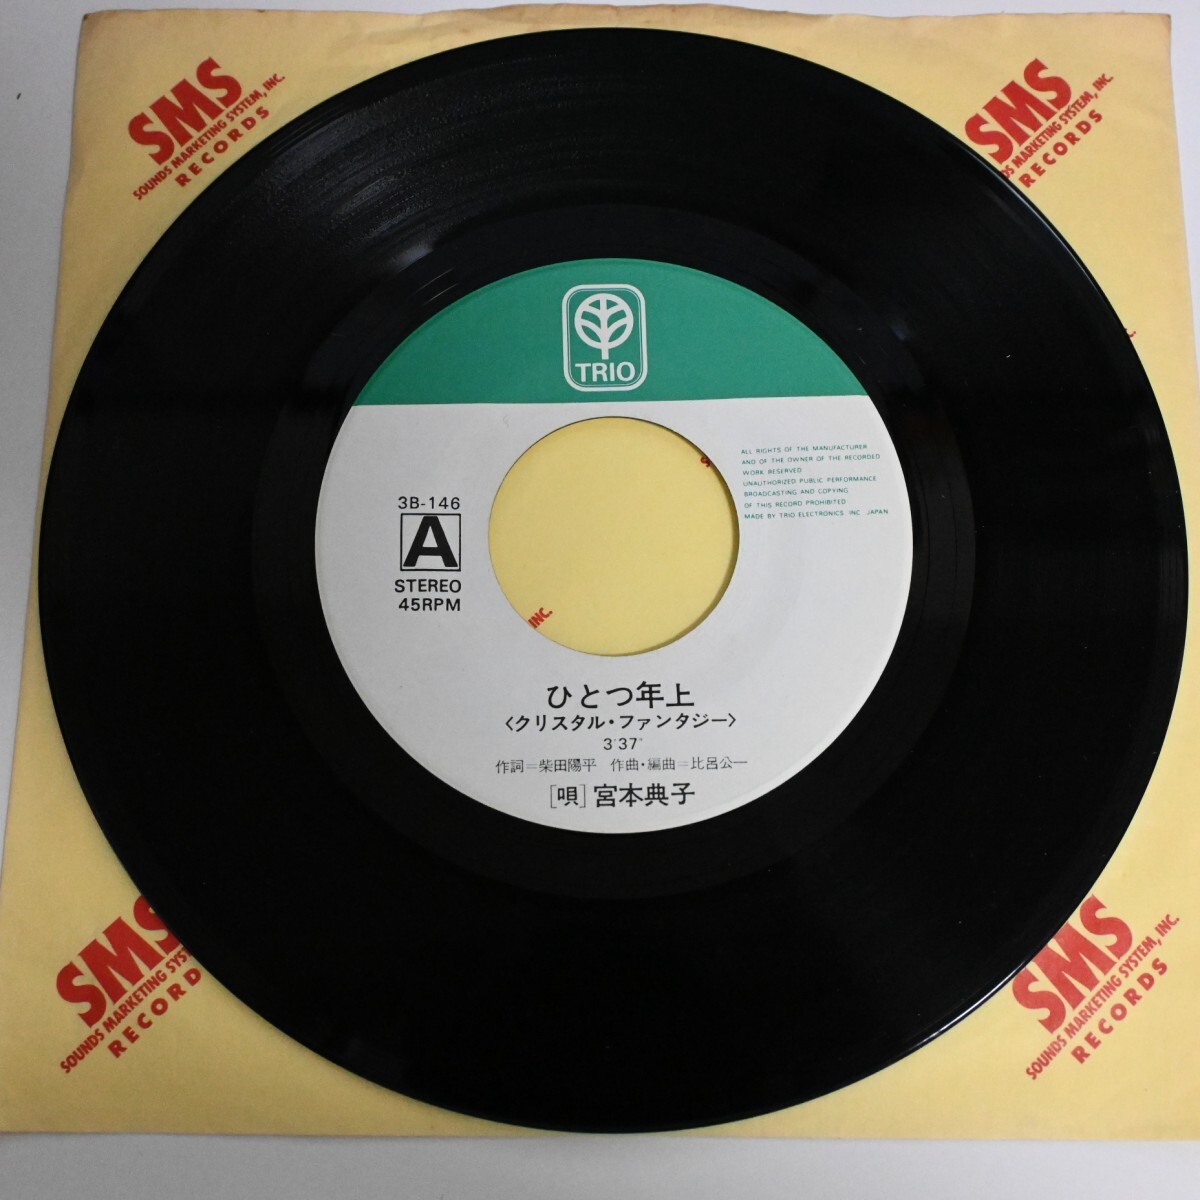 SMS
SOUNDS MARKETING SYSTEM, INC.
RECORDS
SMS
MARKETING SYSTEM, INC.
RECORDS
TRIO
ALL RIGHTS OF THE MANUFACTURER
AND OF THE OWNER OF THE RECORDED
WORK RESERVED
UNAUTHORIZED PUBLIC PERFORMANCE
BROADCASTING AND COPYING
OF THIS RECORD PROHIBITED
MADE BY TRIO ELECTRONICS INC. JAPAN
3B-146
A
STEREO
45RPM
INC.
ひとつ年上
〈クリスタル・ファンタジー〉
3'37"
作詞=柴田陽平 作曲・編曲=比呂公一
[唄]宮本典子
SMS
SOUNDS MARKETING SYS
RECORD
SMS
SOUNDS MARKETING SYSTEM, INC.
RECORDS